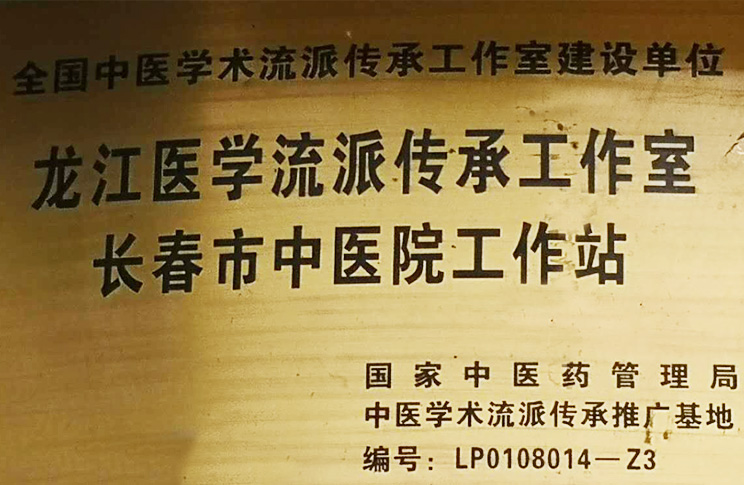 全国中医学术流派传承工作室建设单位
龙江医学流派传承工作室
长春市中医院工作站
国家中医药管理局
中医学术流派传承推广基地
编号：LP0108014－Z3